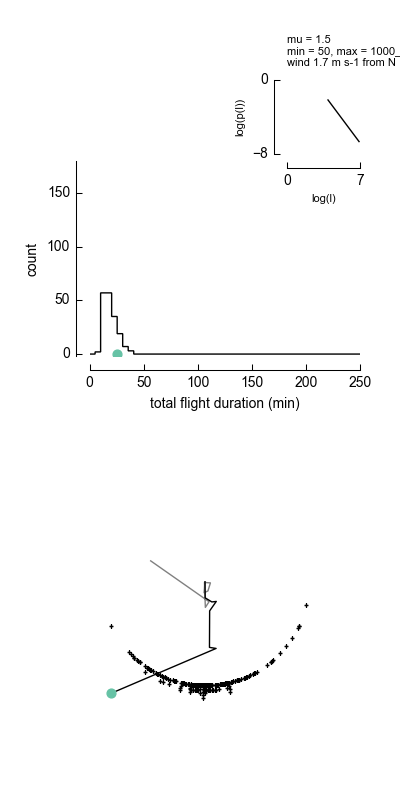 mu = 1.5
min = 50, max = 1000_
wind 1.7 m s-1 from N
0
−8
log(p(l))
0 7
log(l)
150
100
50
0
count
0 50 100 150 200 250
total flight duration (min)